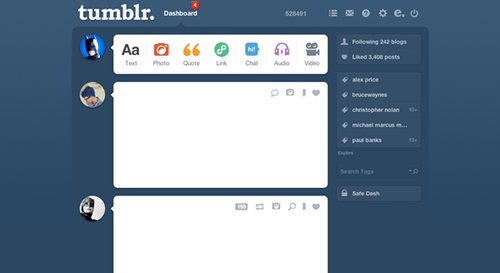 tumblr.
Dashboard
4
528491
Following 242 blogs
Liked 3,408 posts
Aa
hi!
Text
Photo
Quote
Link
Chat
Audio
Video
alex price
brucewaynes
christopher nolan
michael marcus m...
paul banks
Explore
Search Tags
Safe Dash